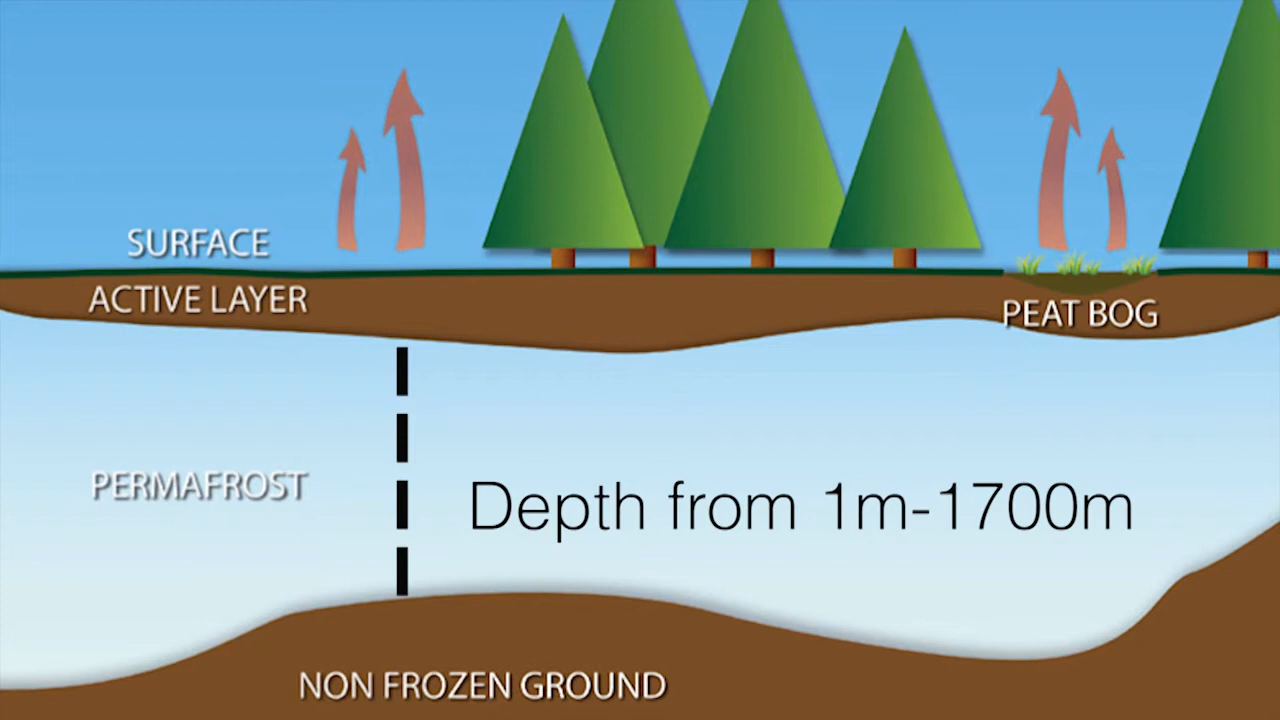 SURFACE
ACTIVE LAYER
PEAT BOG
PERMAFROST
Depth from 1m-1700m
NON FROZEN GROUND